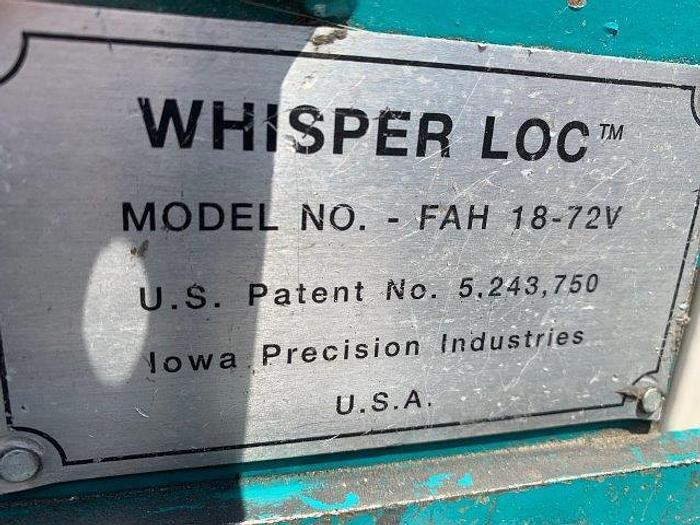 WHISPER LOC™
MODEL NO. - FAH 18-72V
U.S. Patent No. 5,243,750
Iowa Precision Industries
U.S.A.